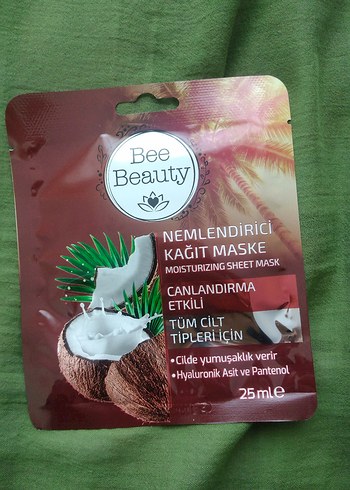 Bee
Beauty
NEMLENDİRİCİ
KAĞIT MASKE
MOISTURIZING SHEET MASK
CANLANDIRMA
ETKİLİ
TÜM CİLT
TİPLERİ İÇİN
•Cilde yumuşaklık verir
•Hyaluronik Asit ve Pantenol
25 ml e